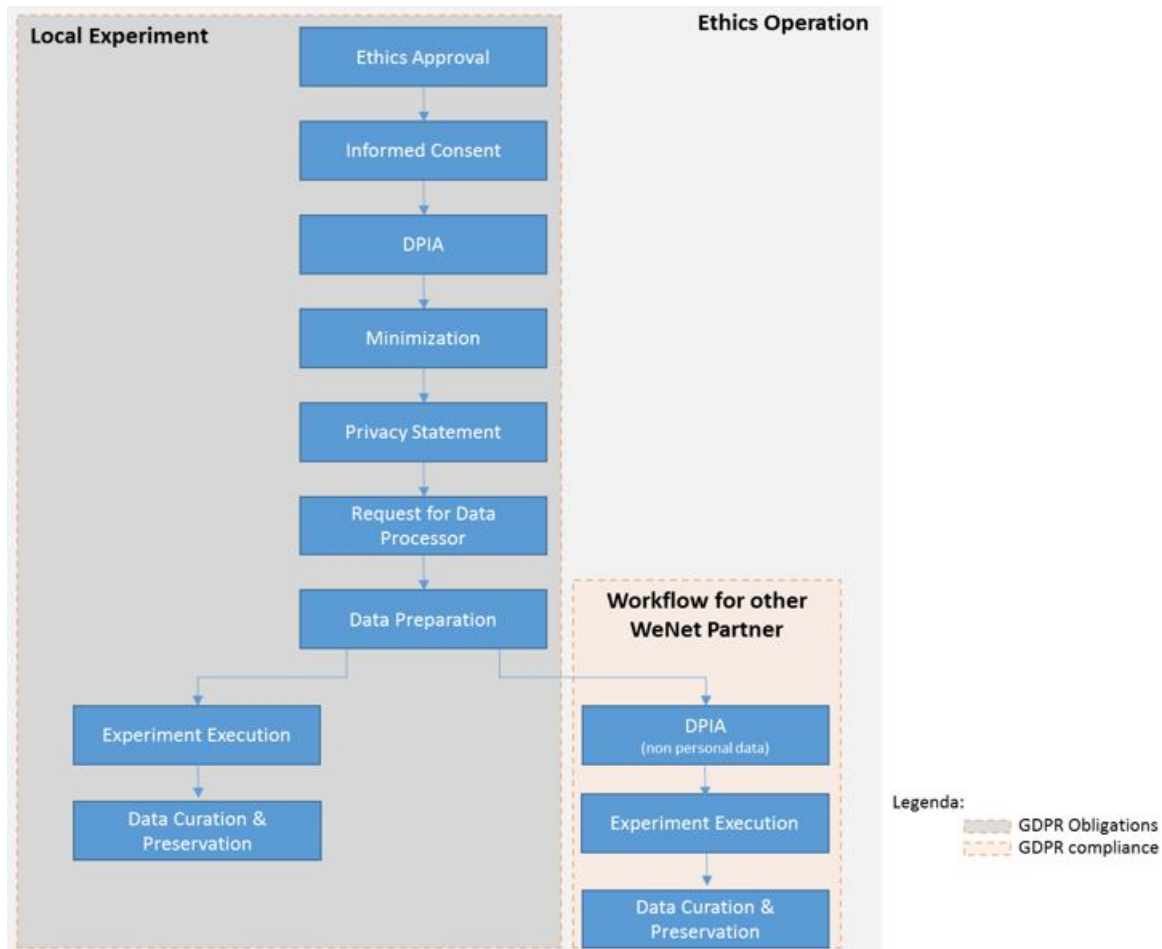 Local Experiment
Ethics Operation
Ethics Approval
Informed Consent
DPIA
Minimization
Privacy Statement
Request for Data
Processor
Data Preparation
Workflow for other
WeNet Partner
Experiment Execution
Data Curation &
Preservation
DPIA
(non personal data)
Experiment Execution
Data Curation &
Preservation
Legenda:
GDPR Obligations
GDPR compliance